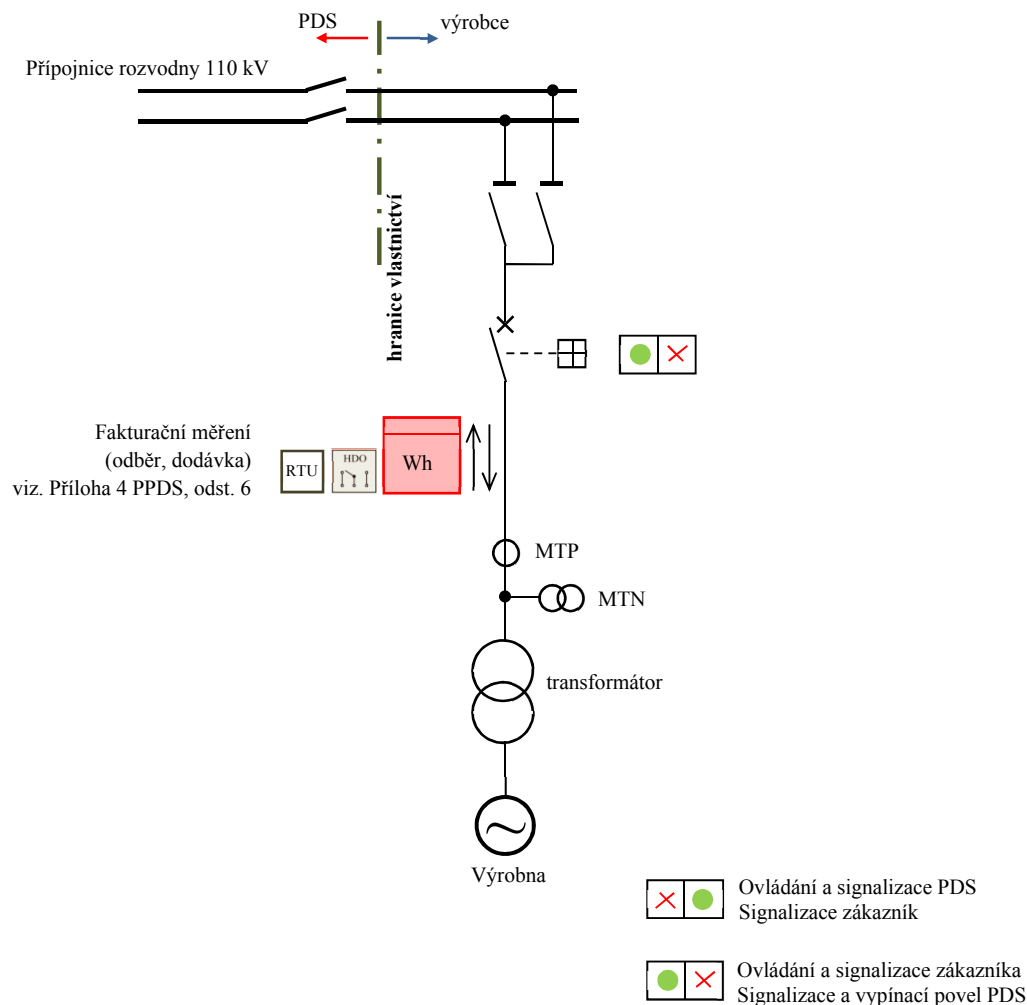 PDS
výrobce
Přípojnice rozvodny 110 kV
hranice vlastnictví
Fakturační měření
(odběr, dodávka)
viz. Příloha 4 PPDS, odst. 6
RTU
HDO
Wh
MTP
MTN
transformátor
Výrobna
Ovládání a signalizace PDS
Signalizace zákazník
Ovládání a signalizace zákazníka
Signalizace a vypínací povel PDS